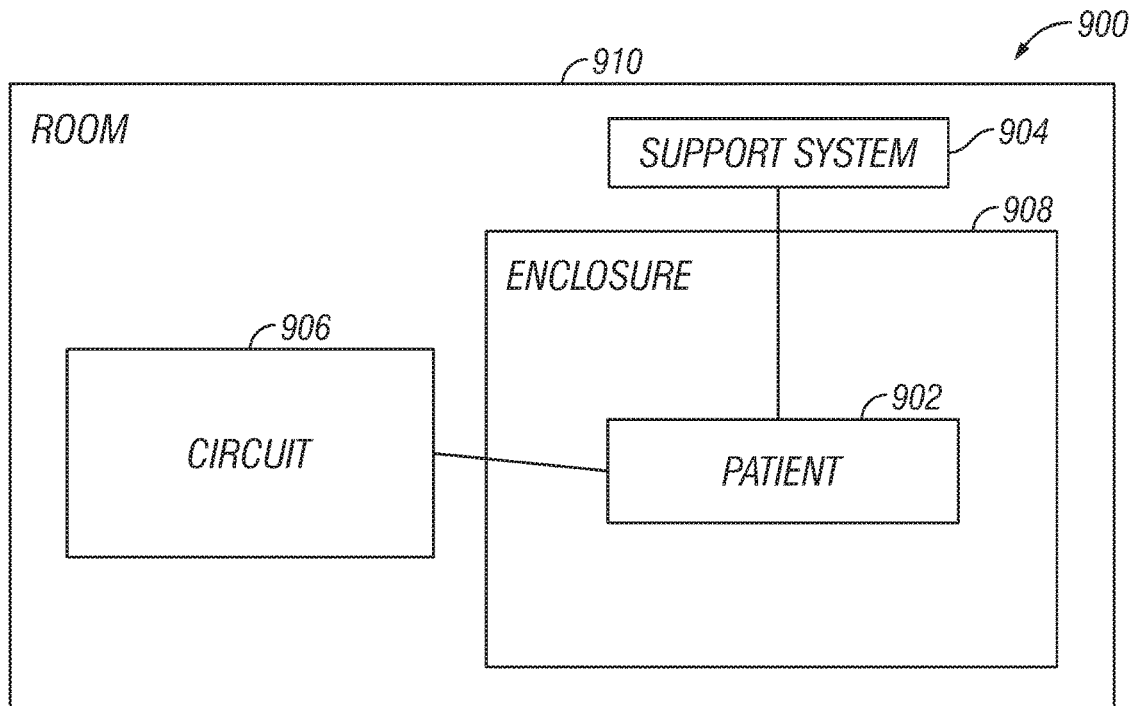 900
910
ROOM
SUPPORT SYSTEM
904
908
ENCLOSURE
906
902
CIRCUIT
PATIENT